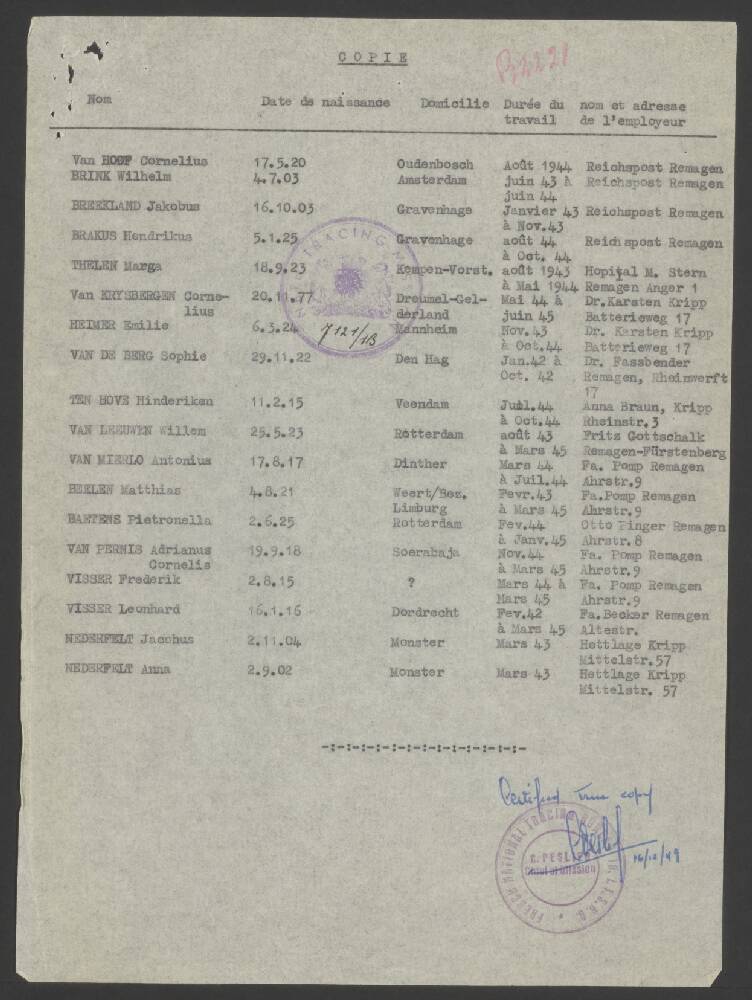 COPIE
Nom Date de naissance Domicilie Durée du nom et adresse
travail de l'employeur
Van HOOF Cornelius 17.5.20 Oudenbosch Août 1944 Reichspost Remagen
BRINK Wilhelm 4.7.03 Amsterdam juin 43 à Reichspost Remagen
juin 44
BREEKLAND Jakobus 16.10.03 Gravenhage Janvier 43 Reichspost Remagen
à Nov.43
BRAKUS Hendrikus 5.1.25 Gravenhage août 44 Reichspost Remagen
à Oct. 44
THELEN Marga 18.9.23 Kempen-Vorst. août 1943 Hopital M. Stern
à Mai 1944 Remagen Anger 1
Van KRYSBERGEN Corne- 20.11.77 Dreumel-Gel- Mai 44 à Dr.Karsten Kripp
lius derland juin 45 Batterieweg 17
HEIMER Emilie 6.3.24 Mannheim Nov.43 Dr. Karsten Kripp
7121/1B
à Oct.44 Batterieweg 17
VAN DE BERG Sophie 29.11.22 Den Hag Jan.42 à Dr. Fassbender
Oct. 42 Remagen, Rheinwerft
17
TEN HOVE Hinderiken 11.2.15 Veendam Juil.44 Anna Braun, Kripp
à Oct.44 Rheinstr.3
VAN LEEUWEN Willem 25.5.23 Rotterdam août 43 Fritz Gottschalk
à Mars 45 Remagen-Fürstenberg
VAN MIERLO Antonius 17.8.17 Dinther Mars 44 Fa. Pomp Remagen
à Juil.44 Ahrstr.9
BEELEN Matthias 4.8.21 Weert/Bez. Fevr.43 Fa.Pomp Remagen
Limburg à Mars 45 Ahrstr.9
BAETENS Pietronella 2.6.25 Rotterdam Fev.44 Otto Pinger Remagen
à Janv.45 Ahrstr.8
VAN PERNIS Adrianus 19.9.18 Soerabaja Nov.44 Fa. Pomp Remagen
Cornelis à Mars 45 Ahrstr.9
VISSER Frederik 2.8.15 ? Mars 44 à Fa. Pomp Remagen
Mars 45 Ahrstr.9
VISSER Leonhard 16.1.16 Dordrecht Fev.42 Fa.Becker Remagen
à Mars 45 Altestr.
NEDERFELT Jacobus 2.11.04 Monster Mars 43 Hettlage Kripp
Mittelstr.57
NEDERFELT Anna 2.9.02 Monster Mars 43 Hettlage Kripp
Mittelstr. 57
-:-:-:-:-:-:-:-:-:-:-:-:-:-
Certified true copy
FRENCH NATIONAL TRACING
Chief of Mission
16/12/49